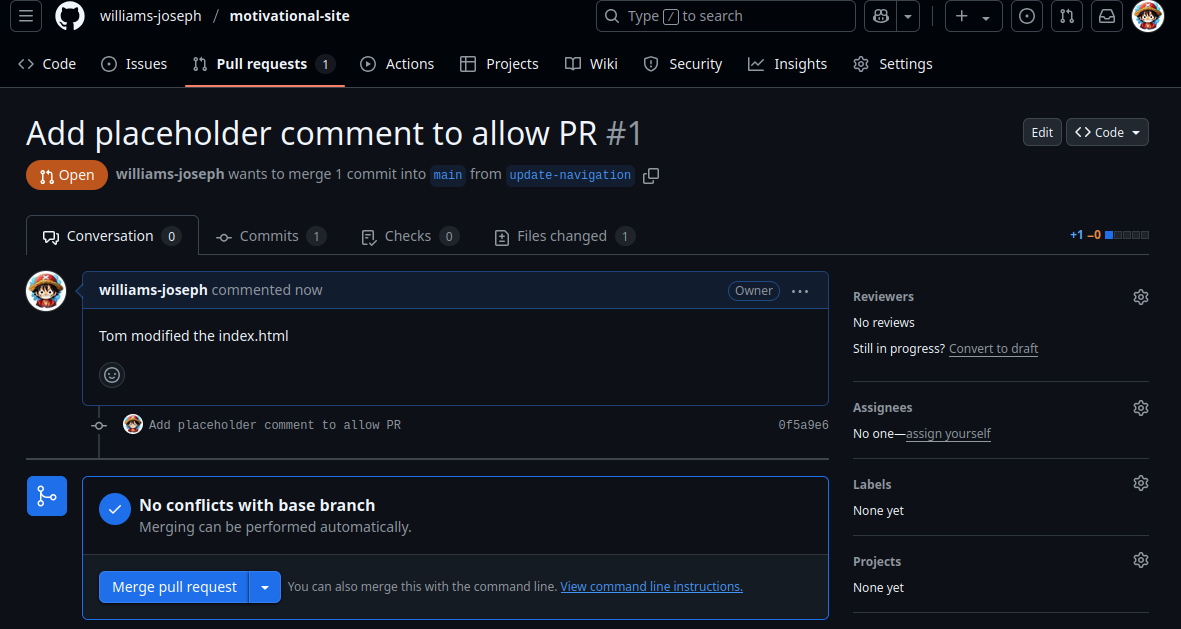 williams-joseph / motivational-site
Type / to search
Code Issues Pull requests 1 Actions Projects Wiki Security Insights Settings
Add placeholder comment to allow PR #1
Edit Code
Open williams-joseph wants to merge 1 commit into main from update-navigation
Conversation 0 Commits 1 Checks 0 Files changed 1
+1 −0
williams-joseph commented now
Owner
Tom modified the index.html
Add placeholder comment to allow PR 0f5a9e6
No conflicts with base branch
Merging can be performed automatically.
Merge pull request You can also merge this with the command line. View command line instructions.
Reviewers
No reviews
Still in progress? Convert to draft
Assignees
No one—assign yourself
Labels
None yet
Projects
None yet